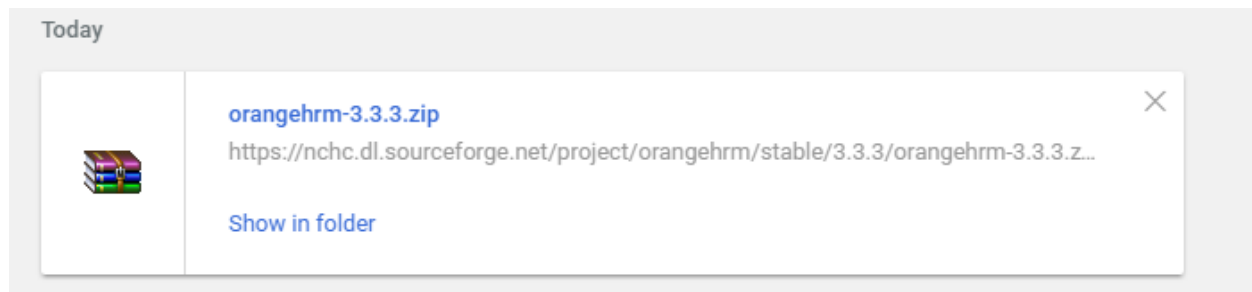 Today
orangehrm-3.3.3.zip
https://nchc.dl.sourceforge.net/project/orangehrm/stable/3.3.3/orangehrm-3.3.3.z...
Show in folder